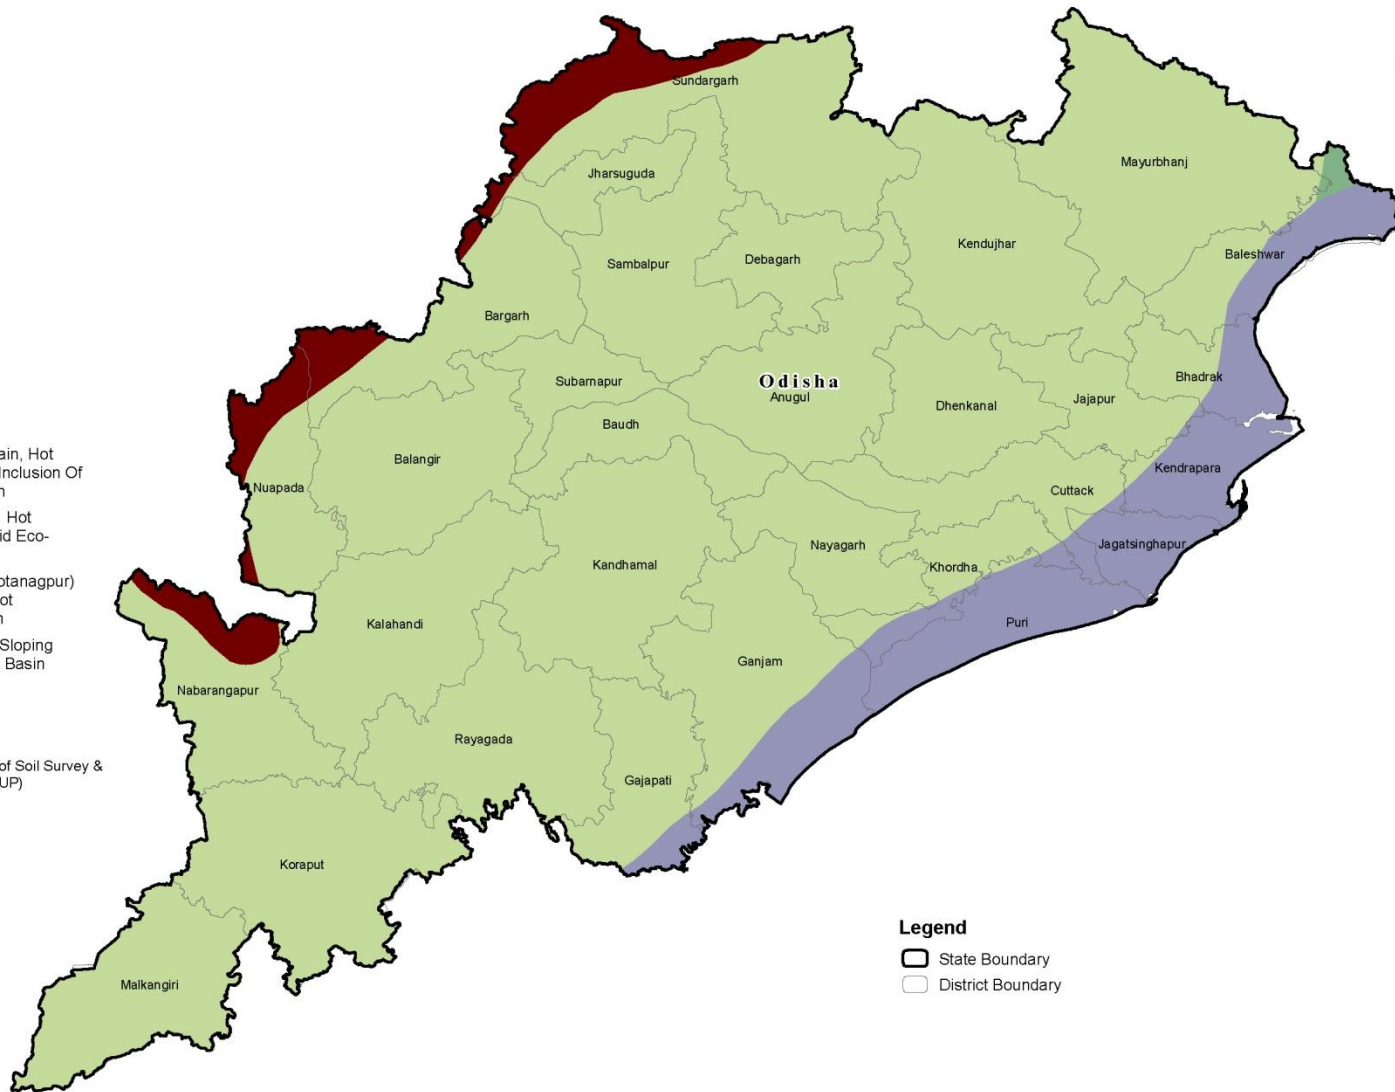 Sundargarh
Mayurbhanj
Jharsuguda
Kendujhar
Baleshwar
Debagarh
Sambalpur
Bargarh
Subarnapur
Odisha
Anugul
Bhadrak
Dhenkanal
Jajapur
Baudh
Balangir
Kendrapara
Nuapada
Cuttack
Jagatsinghapur
Nayagarh
Kandhamal
Khordha
Kalahandi
Puri
Ganjam
Nabarangapur
Rayagada
Gajapati
Koraput
Malkangiri
ain, Hot
Inclusion Of
Hot
id Eco-
otanagpur)
ot
Sloping
Basin
of Soil Survey &
UP)
Legend
State Boundary
District Boundary